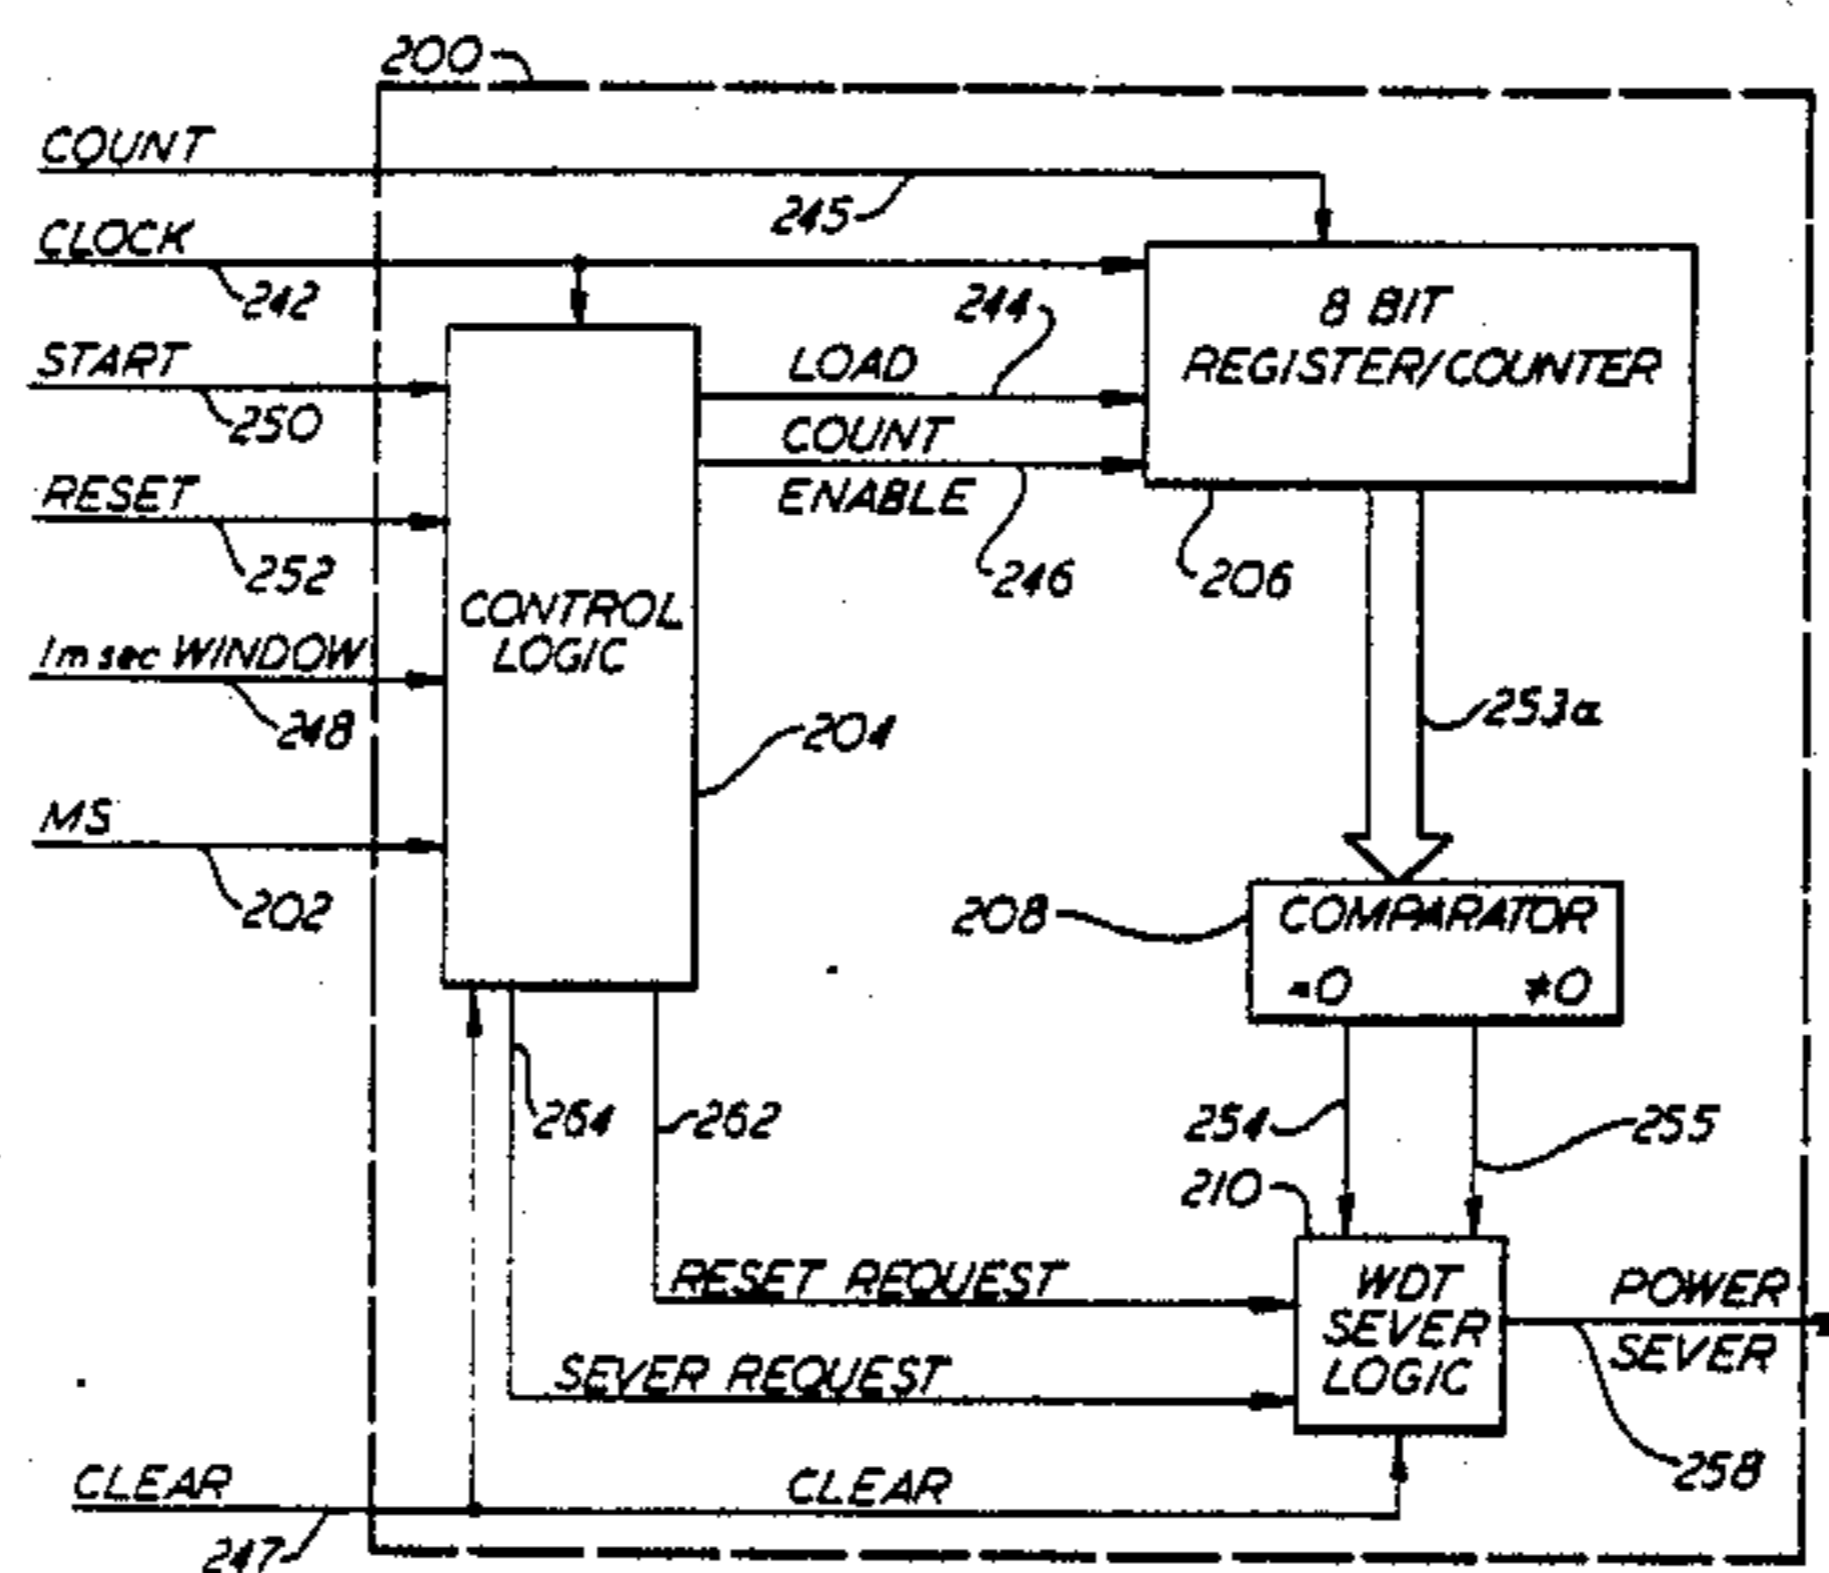 200
COUNT
245
CLOCK
242
8 BIT
REGISTER/COUNTER
244
START
LOAD
250
COUNT
ENABLE
RESET
252
246
206
CONTROL
LOGIC
1m sec WINDOW
248
253a
204
MS
202
208
COMPARATOR
=0 ≠0
264
262
254
255
210
RESET REQUEST
WDT
SEVER
LOGIC
POWER
SEVER
SEVER REQUEST
258
CLEAR
CLEAR
247